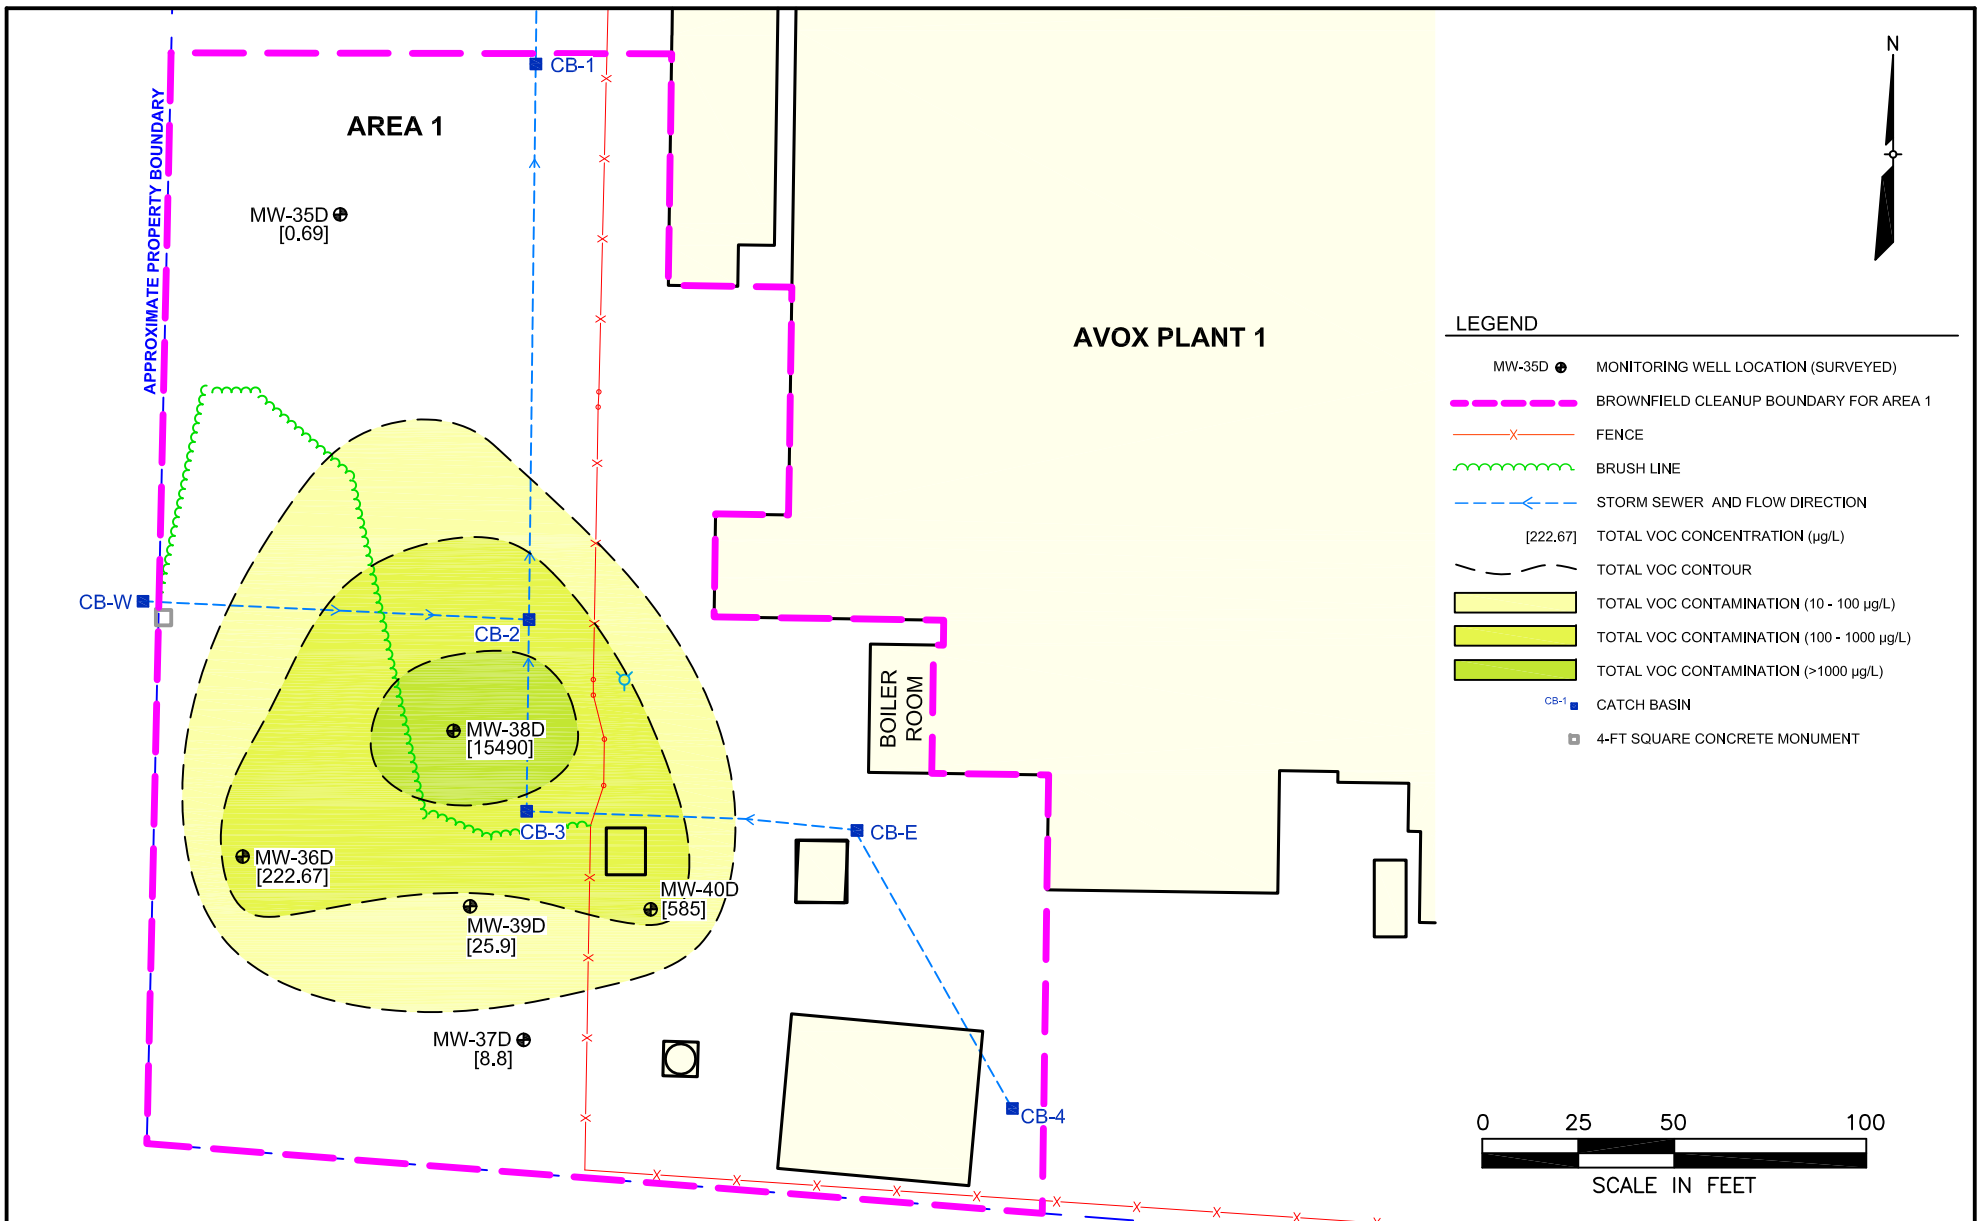 CB-1
AREA 1
APPROXIMATE PROPERTY BOUNDARY
MW-35D
[0.69]
AVOX PLANT 1
CB-W
CB-2
BOILER
ROOM
MW-38D
[15490]
CB-3
CB-E
MW-36D
[222.67]
MW-40D
[585]
MW-39D
[25.9]
MW-37D
[8.8]
CB-4
N
LEGEND
MW-35D MONITORING WELL LOCATION (SURVEYED)
BROWNFIELD CLEANUP BOUNDARY FOR AREA 1
X FENCE
BRUSH LINE
STORM SEWER AND FLOW DIRECTION
[222.67] TOTAL VOC CONCENTRATION (µg/L)
TOTAL VOC CONTOUR
TOTAL VOC CONTAMINATION (10 - 100 µg/L)
TOTAL VOC CONTAMINATION (100 - 1000 µg/L)
TOTAL VOC CONTAMINATION (>1000 µg/L)
CB-1 CATCH BASIN
4-FT SQUARE CONCRETE MONUMENT
0 25 50 100
SCALE IN FEET